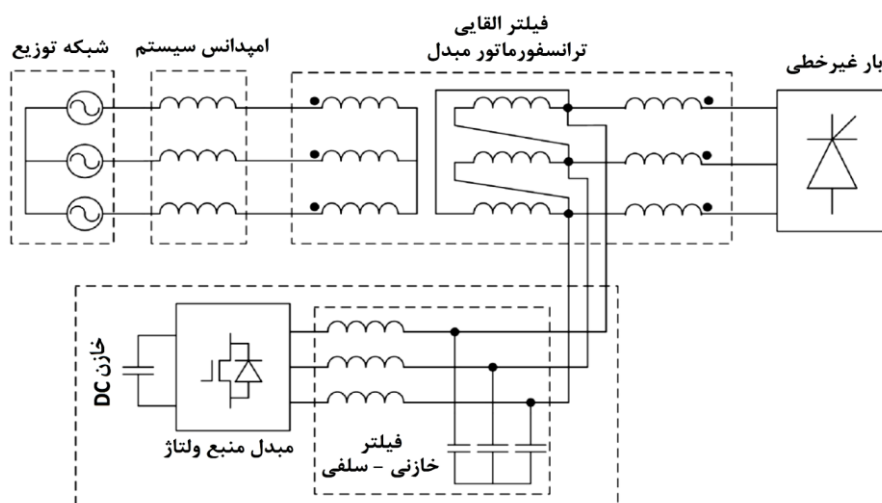 شبکه توزیع
امپدانس سیستم
فیلتر القایی
ترانسفورماتور مبدل
بار غیرخطی
خازن DC
مبدل منبع ولتاژ
فیلتر
خازنی – سلفی